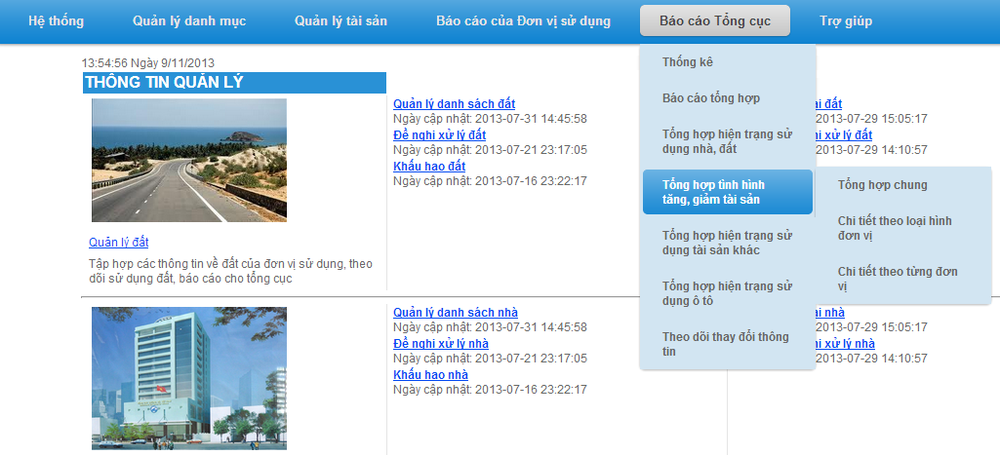 Hệ thống
Quản lý danh mục
Quản lý tài sản
Báo cáo của Đơn vị sử dụng
Báo cáo Tổng cục
Trợ giúp
13:54:56 Ngày 9/11/2013
THÔNG TIN QUẢN LÝ
Quản lý đất
Tập hợp các thông tin về đất của đơn vị sử dụng, theo
dõi sử dụng đất, báo cáo cho tổng cục
Quản lý danh sách đất
Ngày cập nhật: 2013-07-31 14:45:58
Đề nghi xử lý đất
Ngày cập nhật: 2013-07-21 23:17:05
Khấu hao đất
Ngày cập nhật: 2013-07-16 23:22:17
Thống kê
Báo cáo tổng hợp
Tổng hợp hiện trạng sử
dụng nhà, đất
Tổng hợp tình hình
tăng, giảm tài sản
Tổng hợp hiện trạng sử
dụng tài sản khác
Tổng hợp hiện trạng sử
dụng ô tô
Theo dõi thay đổi thông
tin
Tổng hợp chung
Chi tiết theo loại hình
đơn vị
Chi tiết theo từng đơn
vị
ai đất
2013-07-29 15:05:17
hi xử lý đất
2013-07-29 14:10:57
Quản lý danh sách nhà
Ngày cập nhật: 2013-07-31 14:45:58
Đề nghi xử lý nhà
Ngày cập nhật: 2013-07-21 23:17:05
Khấu hao nhà
Ngày cập nhật: 2013-07-16 23:22:17
ai nhà
2013-07-29 15:05:17
hi xử lý nhà
2013-07-29 14:10:57